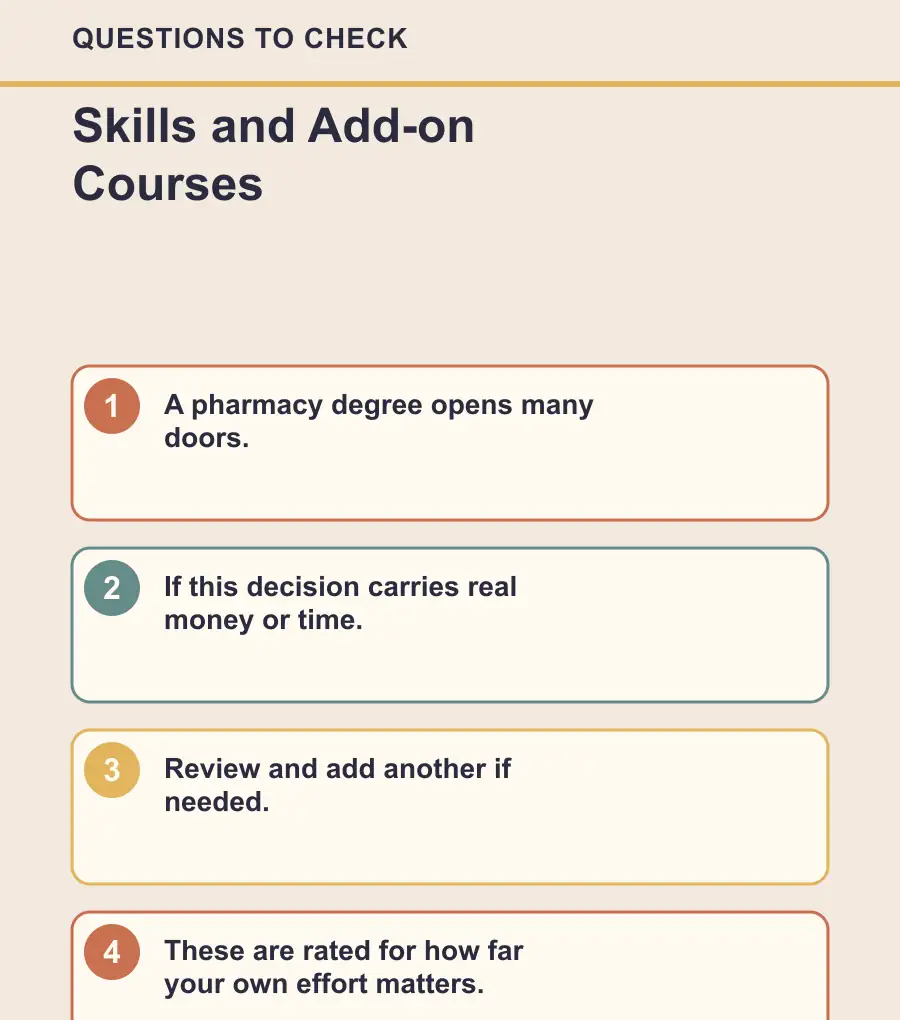 QUESTIONS TO CHECK
Skills and Add-on
Courses
1
A pharmacy degree opens many
doors.
2
If this decision carries real
money or time.
3
Review and add another if
needed.
4
These are rated for how far
your own effort matters.